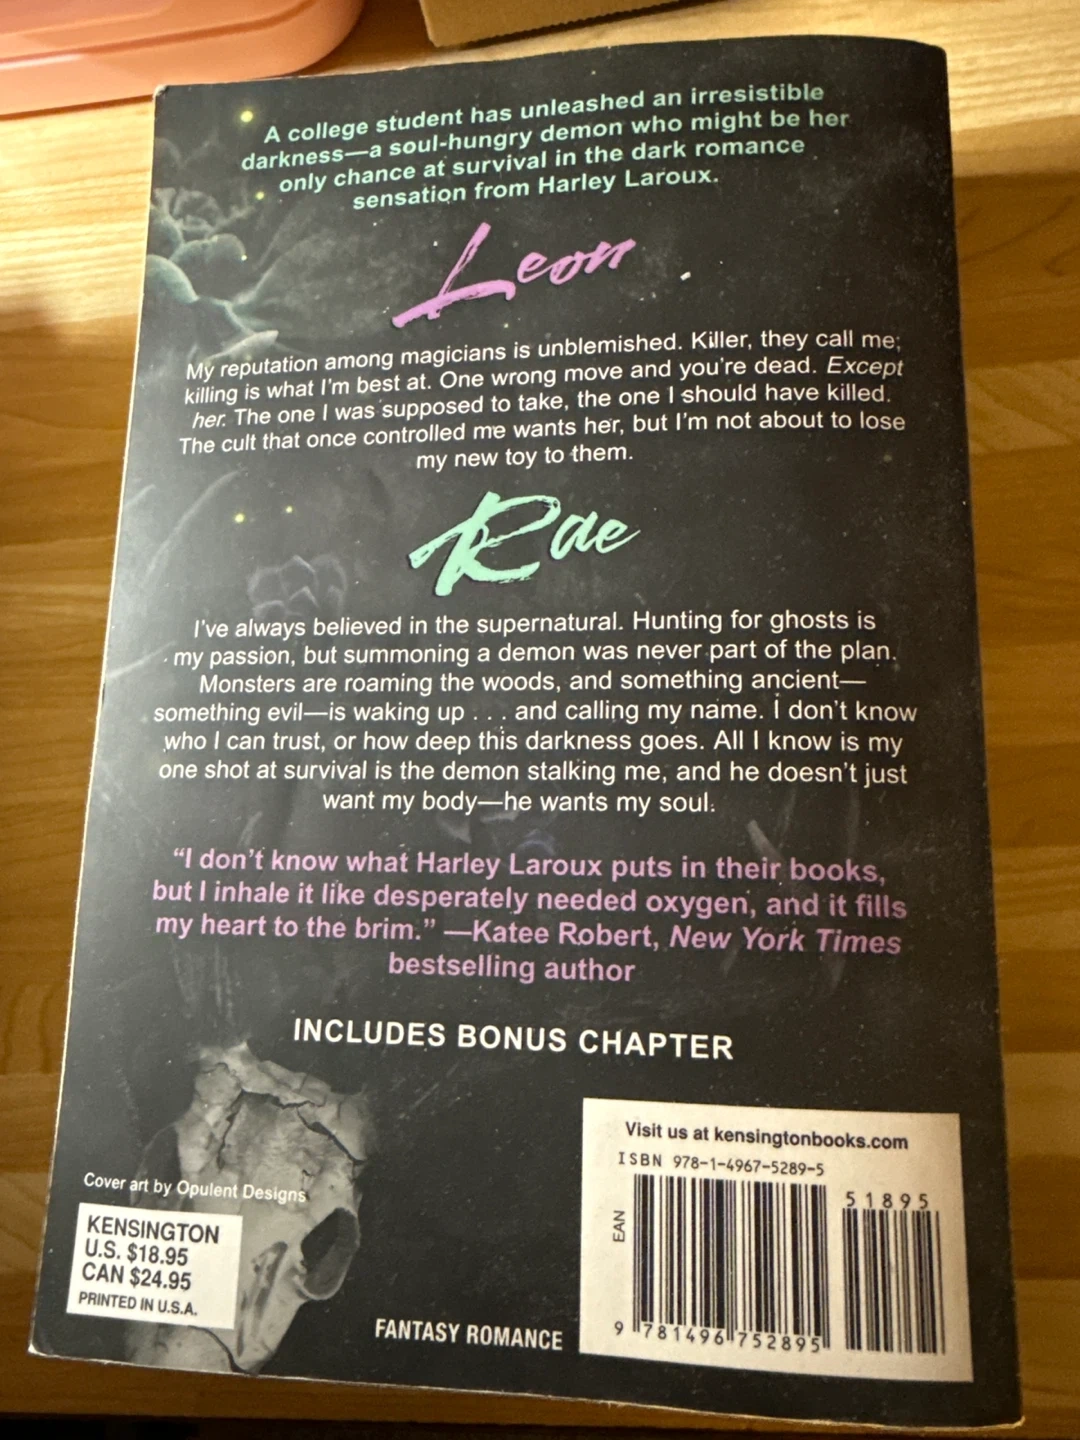 A college student has unleashed an irresistible
darkness—a soul-hungry demon who might be her
only chance at survival in the dark romance
sensation from Harley Laroux.
Leon
My reputation among magicians is unblemished. Killer, they call me;
killing is what I'm best at. One wrong move and you're dead. Except
her. The one I was supposed to take, the one I should have killed.
The cult that once controlled me wants her, but I'm not about to lose
my new toy to them.
Rae
I've always believed in the supernatural. Hunting for ghosts is
my passion, but summoning a demon was never part of the plan.
Monsters are roaming the woods, and something ancient—
something evil—is waking up . . . and calling my name. I don't know
who I can trust, or how deep this darkness goes. All I know is my
one shot at survival is the demon stalking me, and he doesn't just
want my body—he wants my soul.
“I don't know what Harley Laroux puts in their books,
but I inhale it like desperately needed oxygen, and it fills
my heart to the brim.” —Katee Robert, New York Times
bestselling author
INCLUDES BONUS CHAPTER
Cover art by Opulent Designs
KENSINGTON
U.S. $18.95
CAN $24.95
PRINTED IN U.S.A.
FANTASY ROMANCE
Visit us at kensingtonbooks.com
ISBN 978-1-4967-5289-5
51895
EAN
9 781496 752895